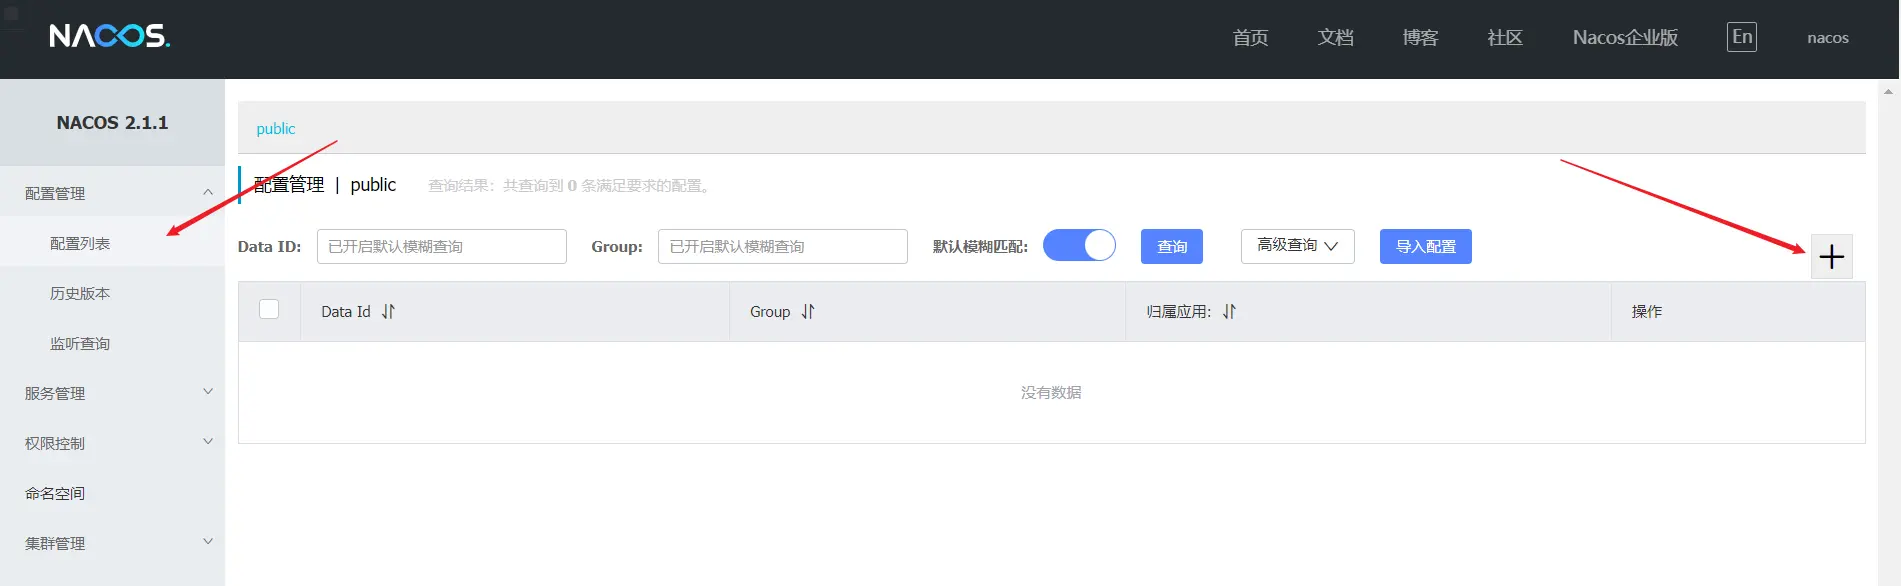 NACOS.
首页 文档 博客 社区 Nacos企业版 En nacos
NACOS 2.1.1
配置管理
配置列表
历史版本
监听查询
服务管理
权限控制
命名空间
集群管理
public
配置管理 | public 查询结果：共查询到 0 条满足要求的配置。
Data ID: 已开启默认模糊查询 Group: 已开启默认模糊查询 默认模糊匹配: 查询 高级查询 导入配置 +
Data Id Group 归属应用: 操作
没有数据